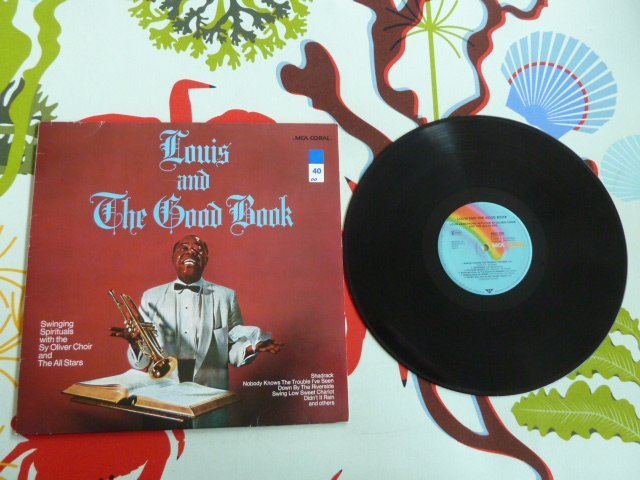 MCA CORAL
Louis
and
The Good Book
40
00
Swinging
Spirituals
with the
Sy Oliver Choir
and
The All Stars
Shadrack
Nobody Knows The Trouble I've Seen
Down By The Riverside
Swing Low Sweet Chariot
Didn't It Rain
and others
LOUIS AND THE GOOD BOOK
MCA